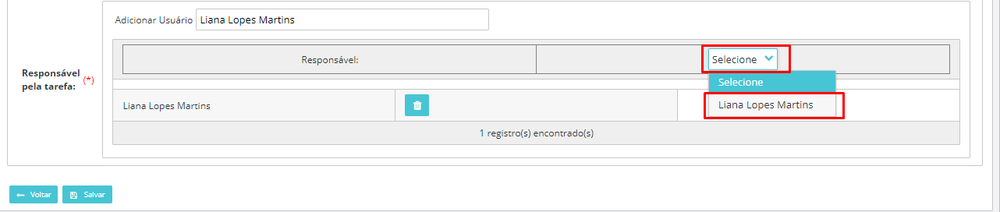 Adicionar Usuário Liana Lopes Martins
Responsável: Selecione
Selecione
Responsável
pela tarefa: (*)
Liana Lopes Martins Liana Lopes Martins
1 registro(s) encontrado(s)
Voltar Salvar